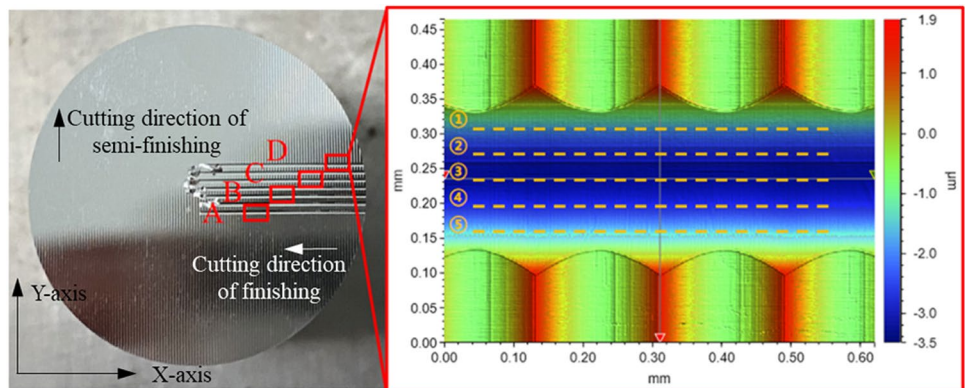 Cutting direction of
semi-finishing
D
C
B
A
Cutting direction
of finishing
Y-axis
X-axis
0.45
0.40
0.35
0.30
0.25
0.20
0.15
0.10
0.05
0.00
mm
①
②
③
④
⑤
0.00 0.10 0.20 0.30 0.40 0.50 0.60
mm
1.9
1.0
0.0
-1.0
-2.0
-3.5
μm